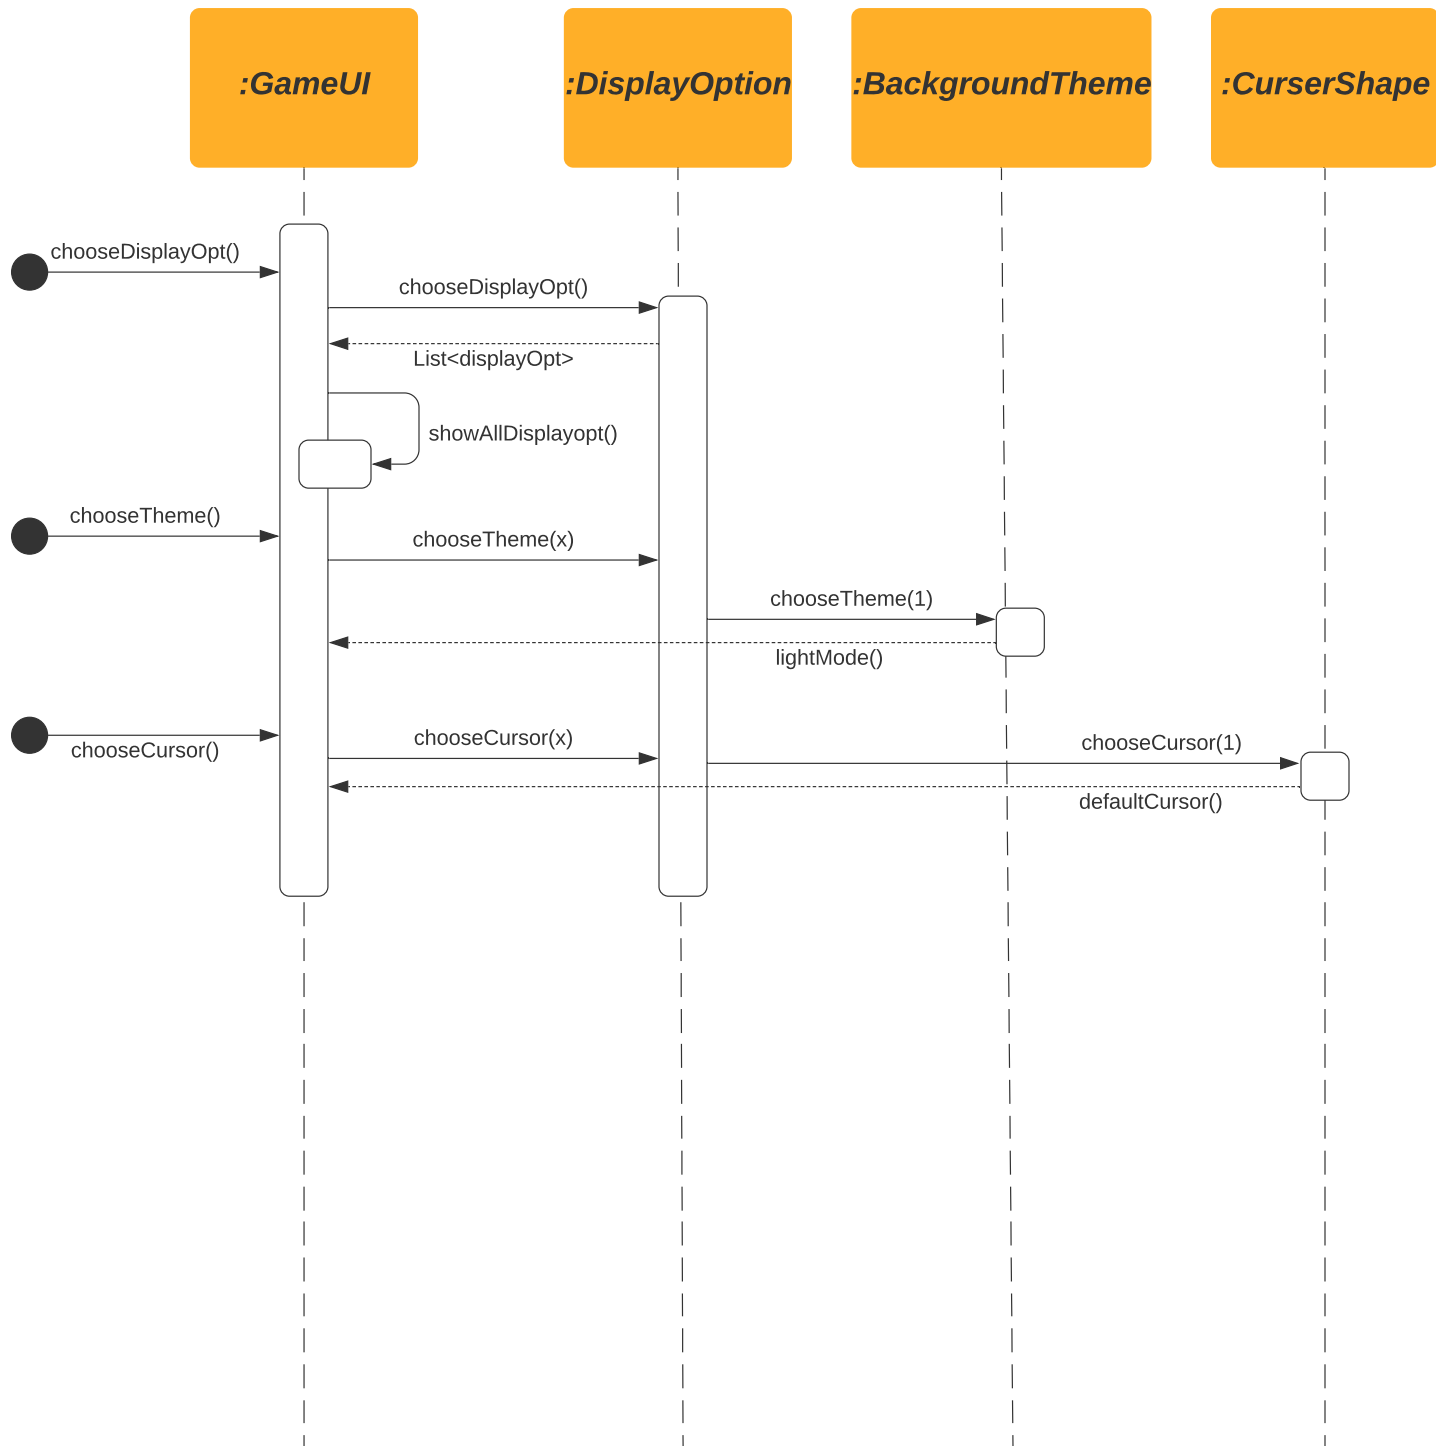 :GameUI
:DisplayOption
:BackgroundTheme
:CurserShape
chooseDisplayOpt()
chooseDisplayOpt()
List<displayOpt>
showAllDisplayopt()
chooseTheme()
chooseTheme(x)
chooseTheme(1)
lightMode()
chooseCursor()
chooseCursor(x)
chooseCursor(1)
defaultCursor()